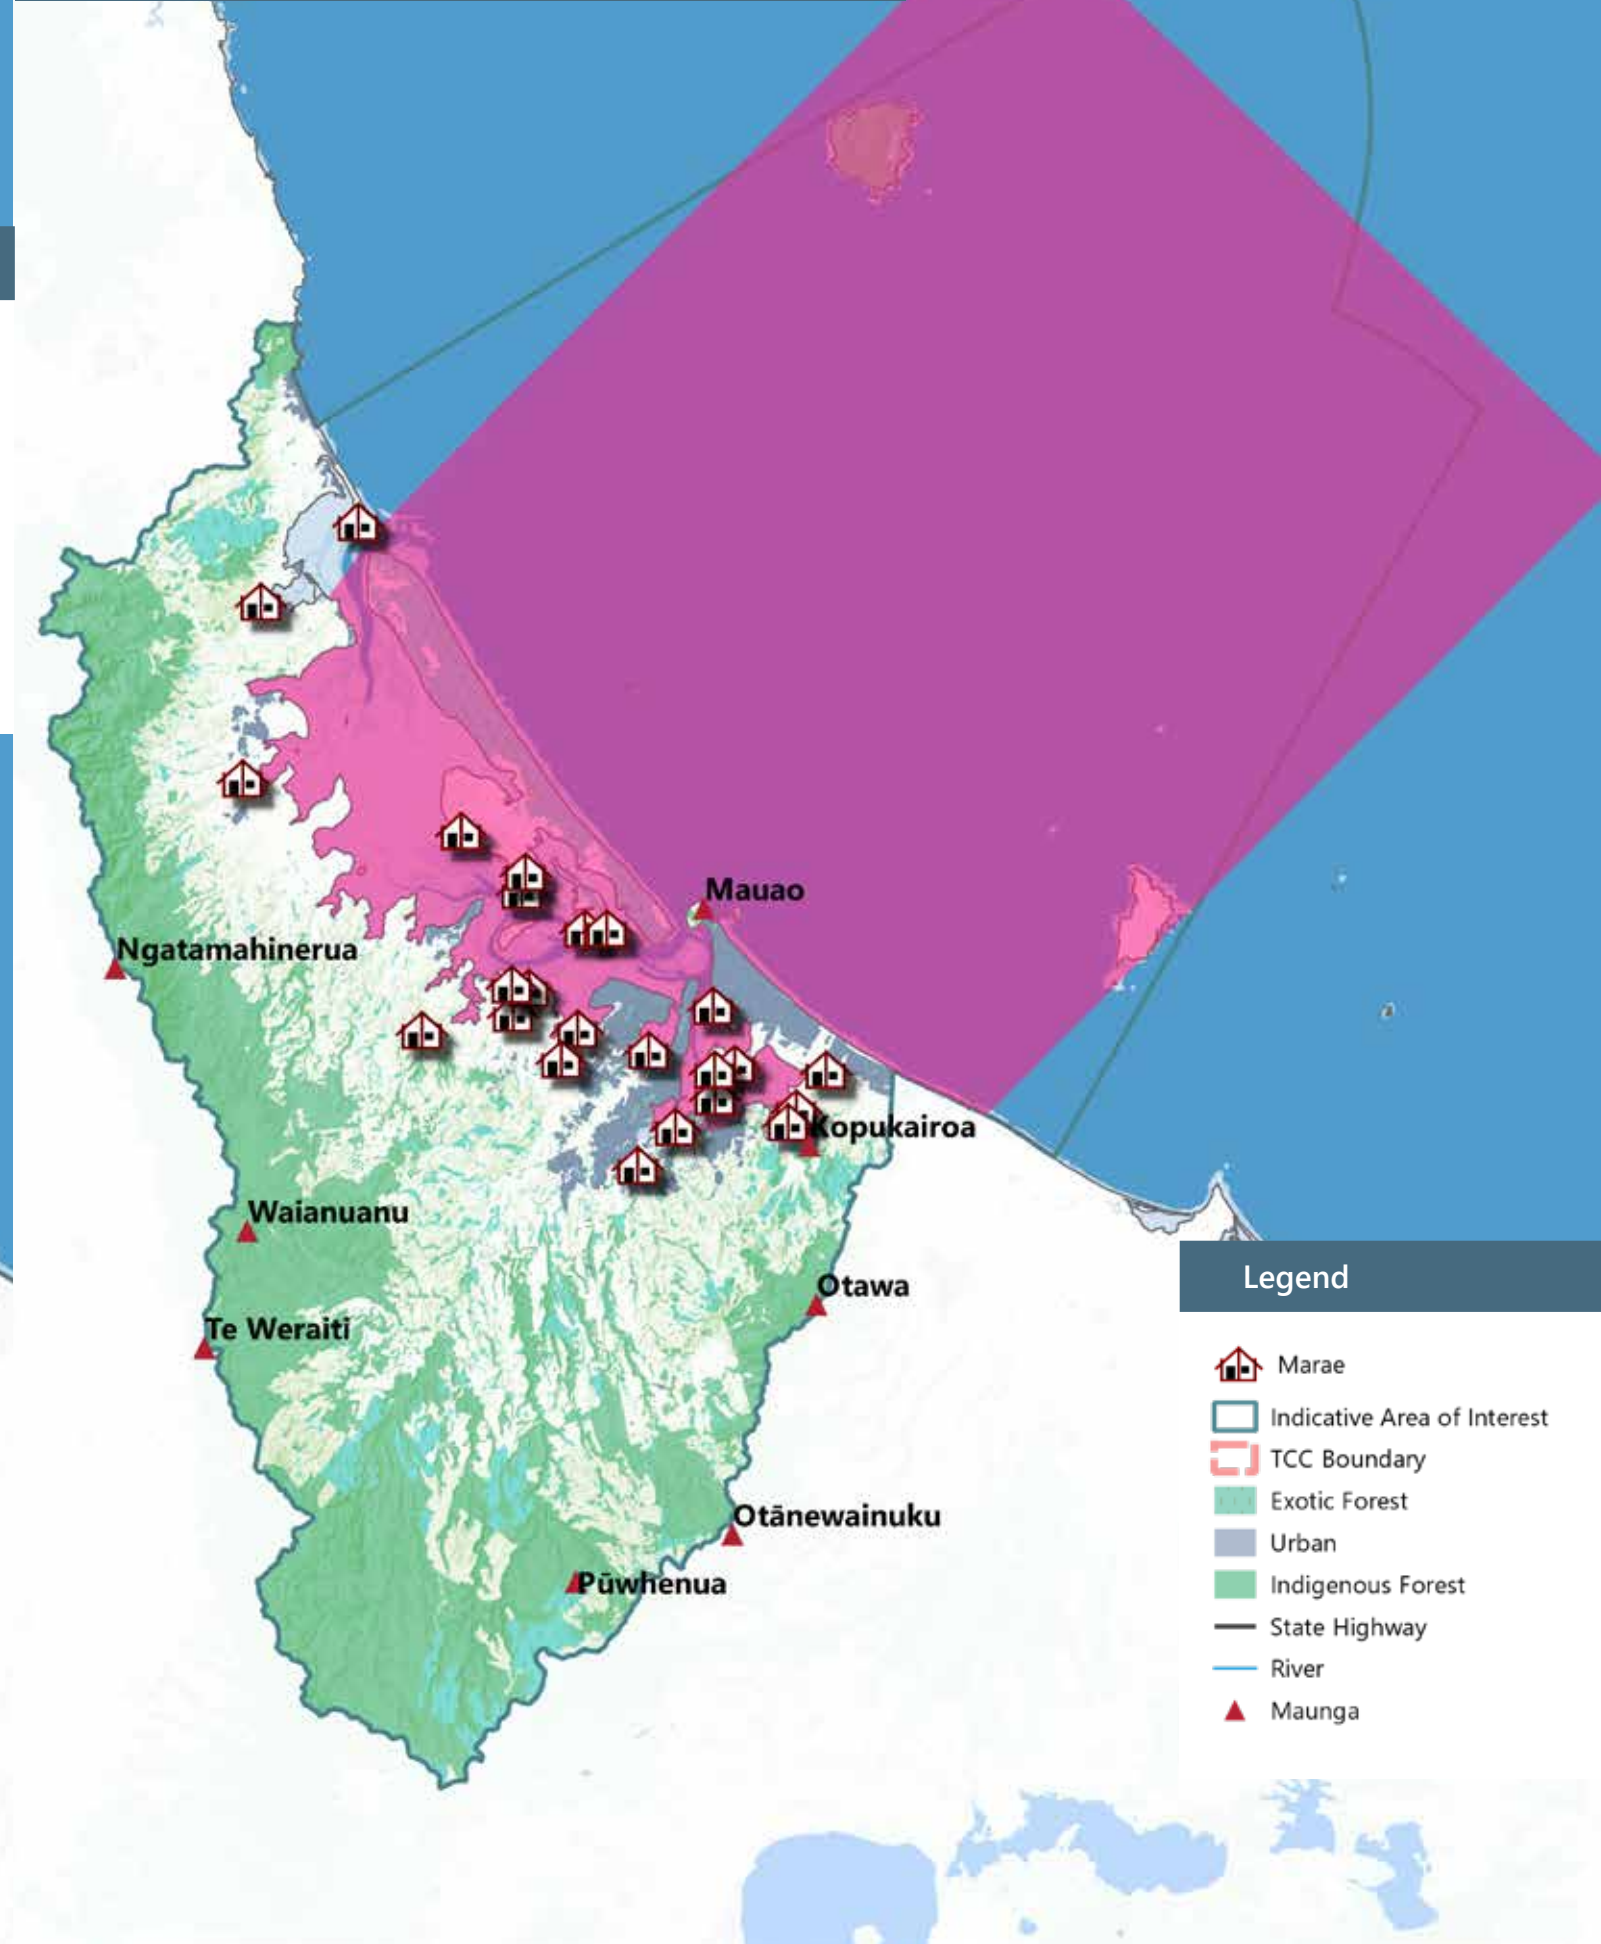 Mauao
Ngatamahinerua
Kopukairoa
Waianuanu
Otawa
Te Weraiti
Otānewainuku
Pūwhenua
Legend
Marae
Indicative Area of Interest
TCC Boundary
Exotic Forest
Urban
Indigenous Forest
State Highway
River
Maunga